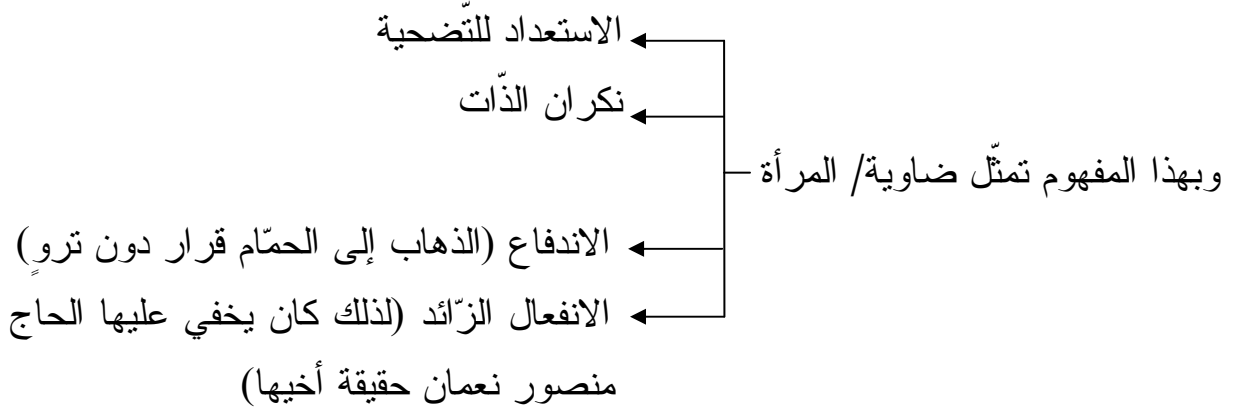 الاستعداد للتّضحية
نكران الذّات
وبهذا المفهوم تمثّل ضاوية/ المرأة
الاندفاع (الذهاب إلى الحمّام قرار دون تروٍ)
الانفعال الزّائد (لذلك كان يخفي عليها الحاج
منصور نعمان حقيقة أخيها)